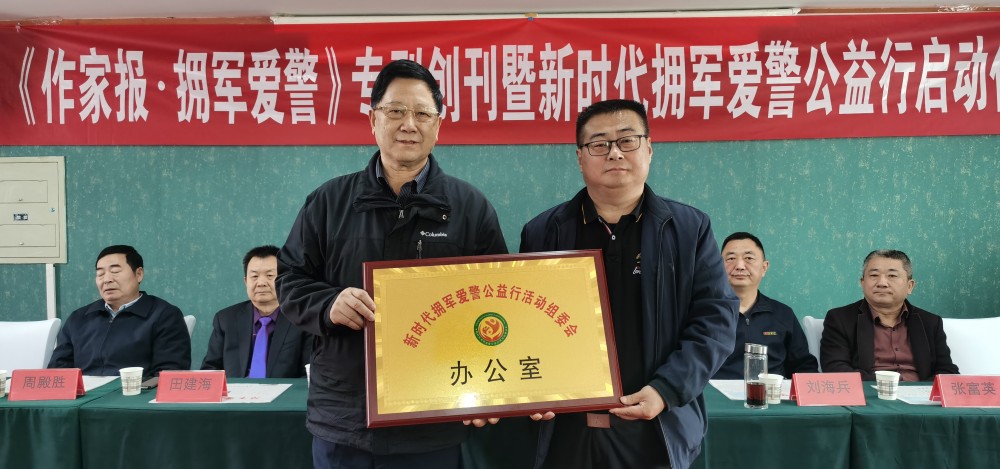 《作家报·拥军爱警》专刊创刊暨新时代拥军爱警公益行启动
Columbia
新时代拥军爱警公益行活动组委会
办公室
周殿胜
田建海
刘海兵
张富英